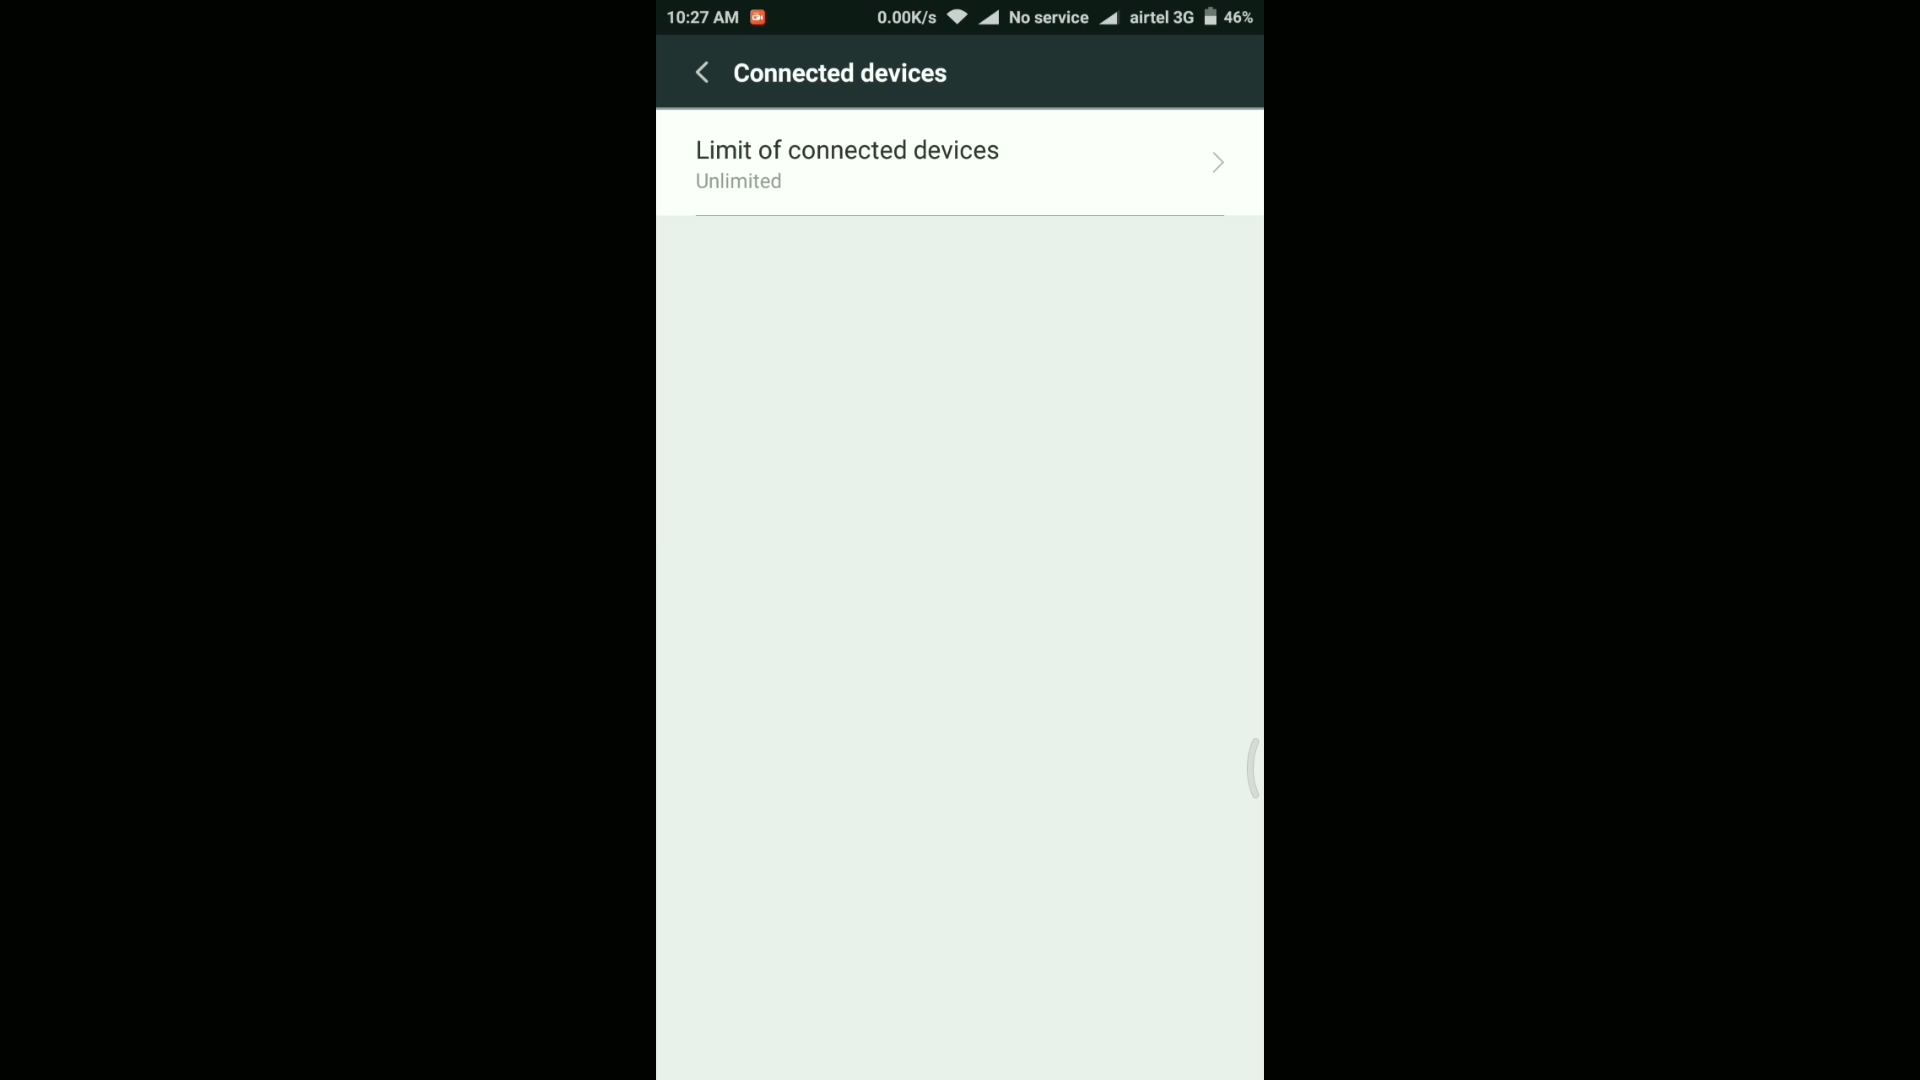 10:27 AM 0.00K/s No service airtel 3G 46%
Connected devices
Limit of connected devices
Unlimited